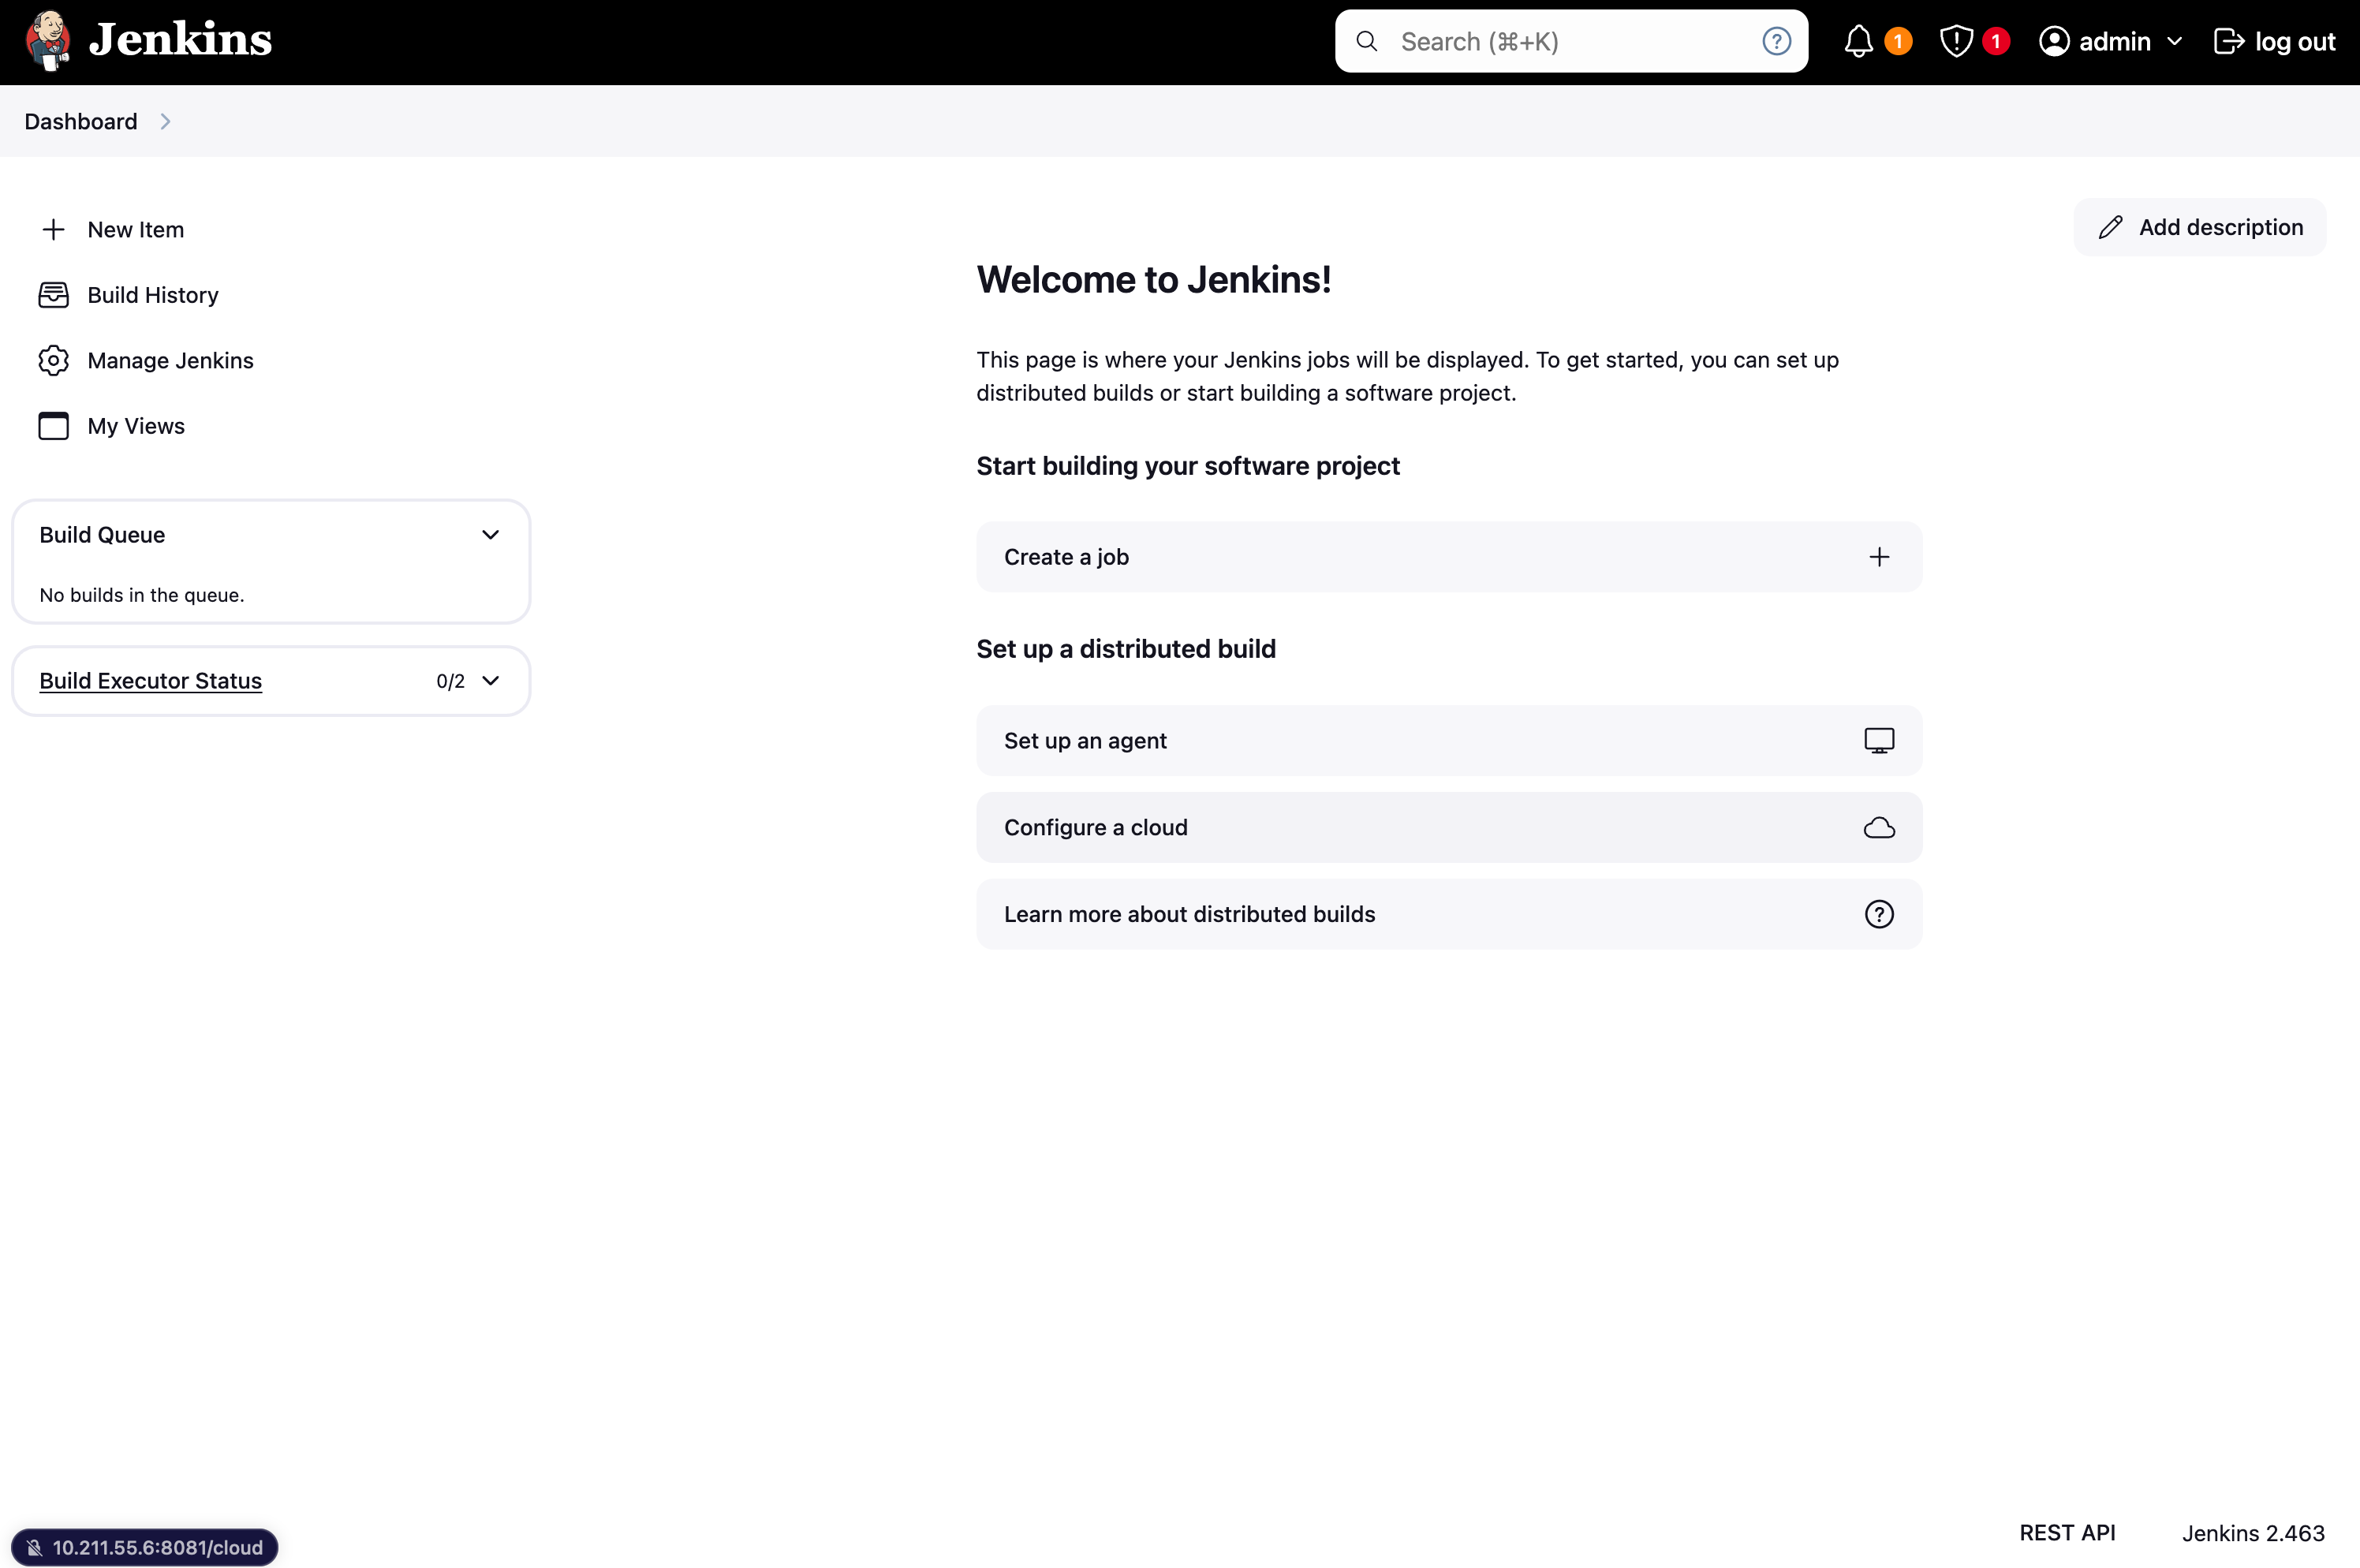 Jenkins
Search (⌘+K)
?
1
1
admin
log out
Dashboard
New Item
Build History
Manage Jenkins
My Views
Build Queue
No builds in the queue.
Build Executor Status
0/2
Add description
Welcome to Jenkins!
This page is where your Jenkins jobs will be displayed. To get started, you can set up
distributed builds or start building a software project.
Start building your software project
Create a job
Set up a distributed build
Set up an agent
Configure a cloud
Learn more about distributed builds
?
10.211.55.6:8081/cloud
REST API
Jenkins 2.463